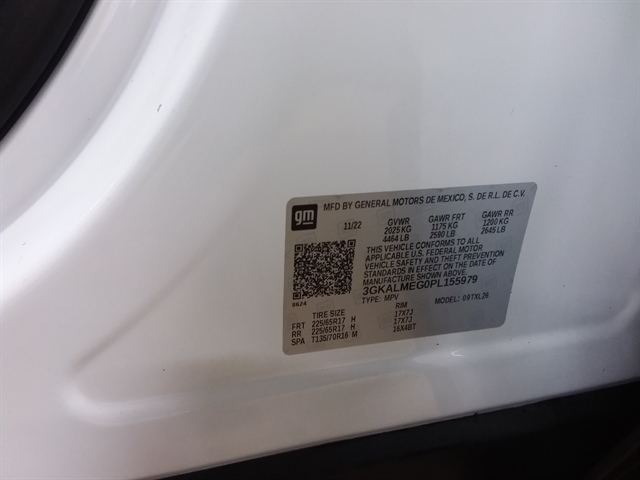 gm
MFD BY GENERAL MOTORS DE MEXICO, S. DE R.L. DE C.V.
11/22 GVWR GAWR FRT GAWR RR
2025 KG 1175 KG 1200 KG
4464 LB 2590 LB 2645 LB
THIS VEHICLE CONFORMS TO ALL
APPLICABLE U.S. FEDERAL MOTOR
VEHICLE SAFETY AND THEFT
PREVENTION STANDARDS IN EFFECT
ON THE DATE OF MANUFACTURE
MANUFACTURE SHOWN ABOVE.
3GKALMEG0PL155979
0624
TYPE: MPV MODEL: 09TXL26
TIRE SIZE RIM
FRT 225/65R17 H 17X7J
RR 225/65R17 H 17X7J
SPA T135/70R16 M 16X4BT